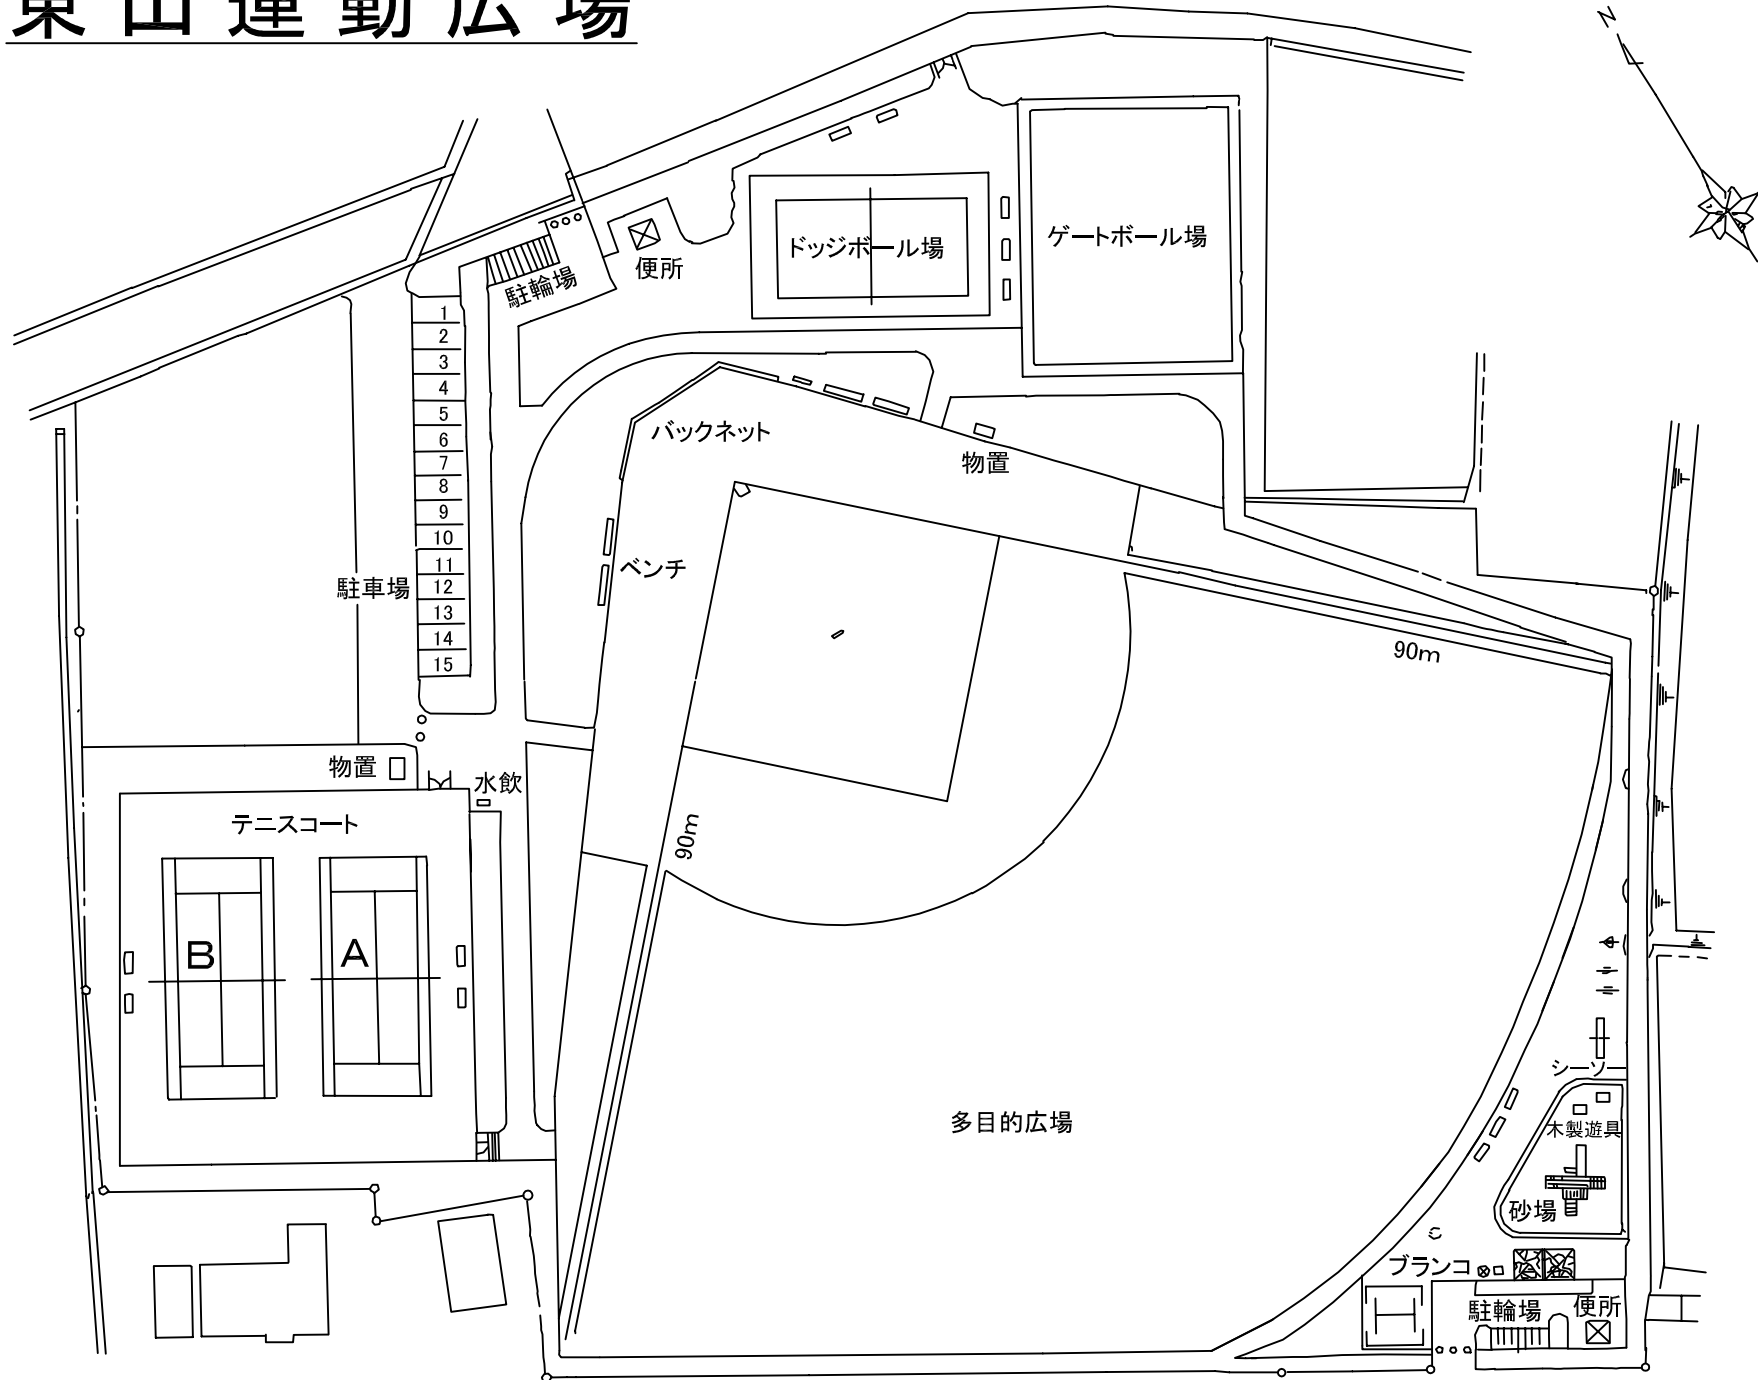 東山運動広場
N
ドッジボール場
ゲートボール場
便所
駐輪場
1
2
3
4
5
6
7
8
9
10
11
12
13
14
15
駐車場
バックネット
物置
ベンチ
90m
90m
物置
水飲
テニスコート
B
A
多目的広場
シーソー
木製遊具
砂場
ブランコ
駐輪場
便所